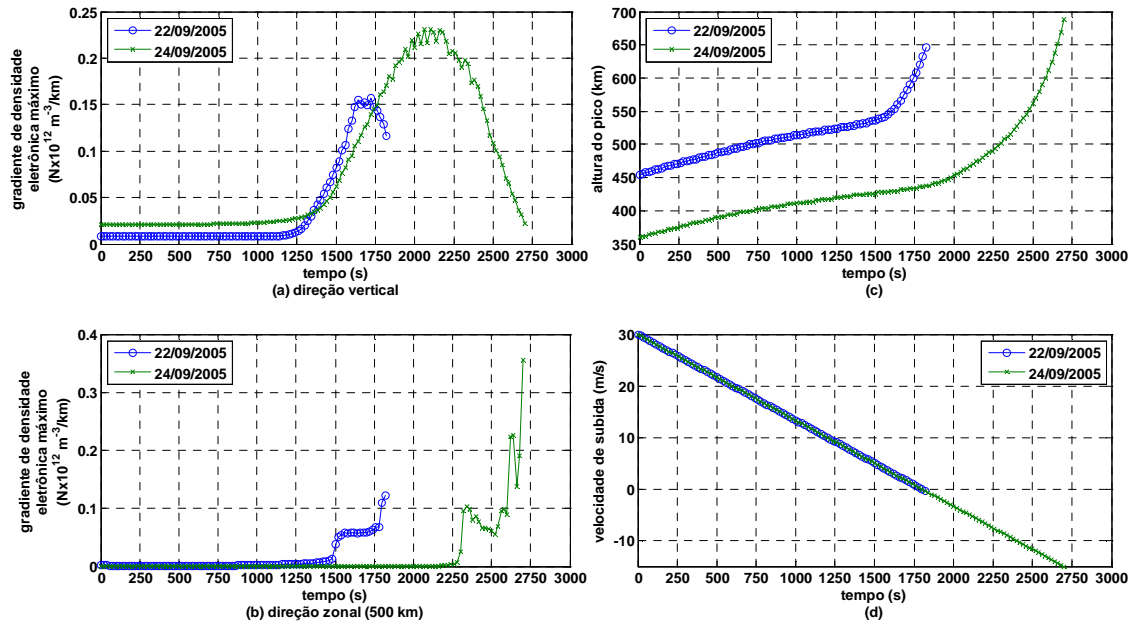 gradiente de densidade
eletrônica máximo
(Nx10¹² m⁻³/km)
0.25
0.2
0.15
0.1
0.05
0
22/09/2005
24/09/2005
0 250 500 750 1000 1250 1500 1750 2000 2250 2500 2750 3000
tempo (s)
(a) direção vertical
altura do pico (km)
700
650
600
550
500
450
400
350
22/09/2005
24/09/2005
0 250 500 750 1000 1250 1500 1750 2000 2250 2500 2750 3000
tempo (s)
(c)
gradiente de densidade
eletrônica máximo
(Nx10¹² m⁻³/km)
0.4
0.3
0.2
0.1
0
22/09/2005
24/09/2005
0 250 500 750 1000 1250 1500 1750 2000 2250 2500 2750 3000
tempo (s)
(b) direção zonal (500 km)
velocidade de subida (m/s)
30
20
10
0
-10
22/09/2005
24/09/2005
0 250 500 750 1000 1250 1500 1750 2000 2250 2500 2750 3000
tempo (s)
(d)